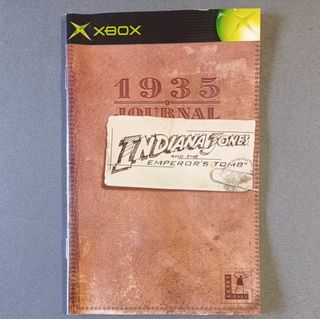 XBOX
1935
JOURNAL
INDIANA JONES
AND THE
EMPEROR'S TOMB